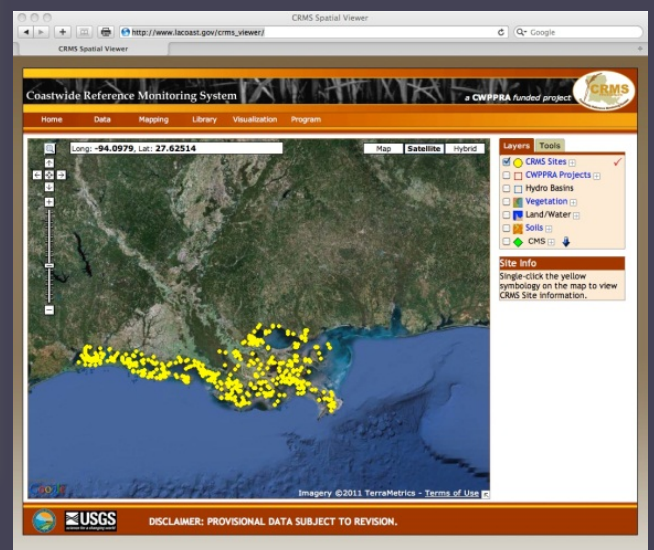 CRMS Spatial Viewer
http://www.lacoast.gov/crms_viewer/
Google
CRMS Spatial Viewer
Coastwide Reference Monitoring System
a CWPPRA funded project
CRMS
Home Data Mapping Library Visualization Program
Long: -94.0979, Lat: 27.62514
Map Satellite Hybrid
Layers Tools
CRMS Sites
CWPPRA Projects
Hydro Basins
Vegetation
Land/Water
Soils
CMS
Site Info
Single-click the yellow
symbology on the map to view
CRMS Site information.
Imagery ©2011 TerraMetrics - Terms of Use
USGS
science for a changing world
DISCLAIMER: PROVISIONAL DATA SUBJECT TO REVISION.